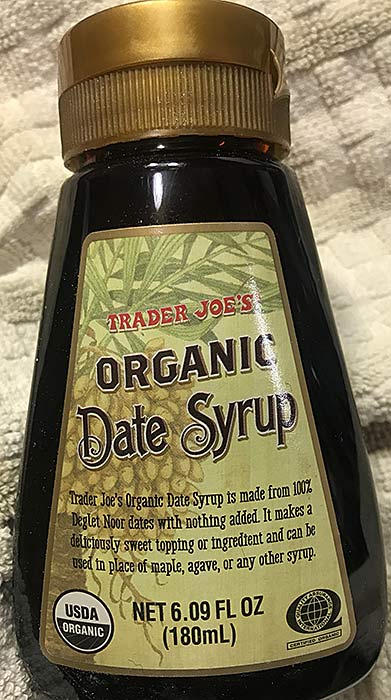 TRADER JOE'S
ORGANIC
Date Syrup
Trader Joe's Organic Date Syrup is made from 100%
Deglet Noor dates with nothing added. It makes a
deliciously sweet topping or ingredient and can be
used in place of maple, agave, or any other syrup.
USDA
ORGANIC
NET 6.09 FL OZ
(180mL)
CERTIFIED ORGANIC